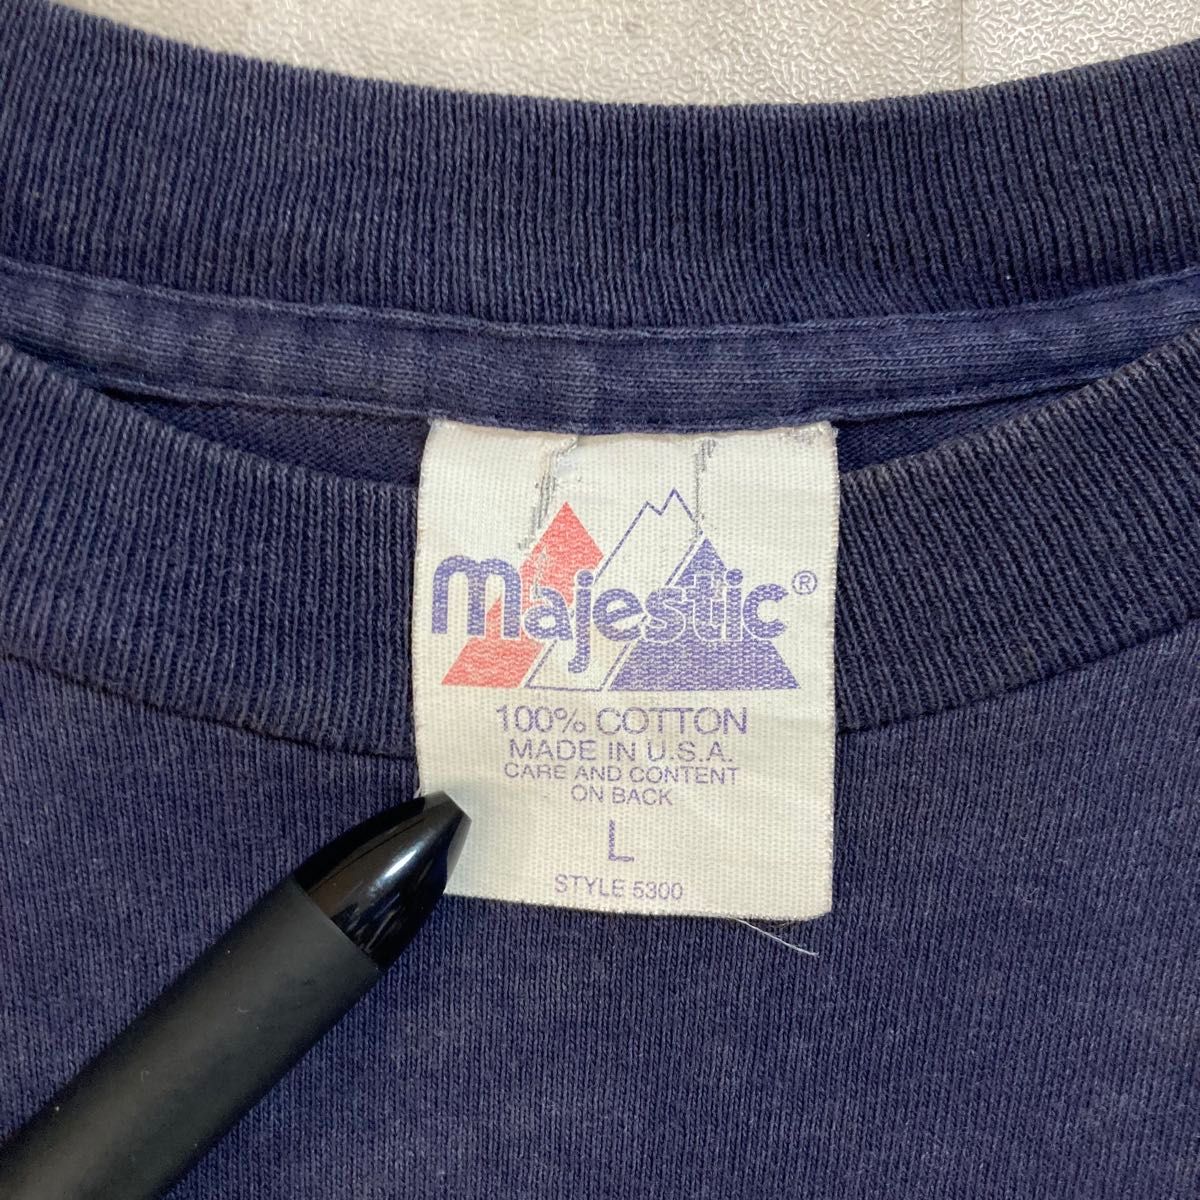 Majestic®
100% COTTON
MADE IN U.S.A.
CARE AND CONTENT
ON BACK
L
STYLE 5300